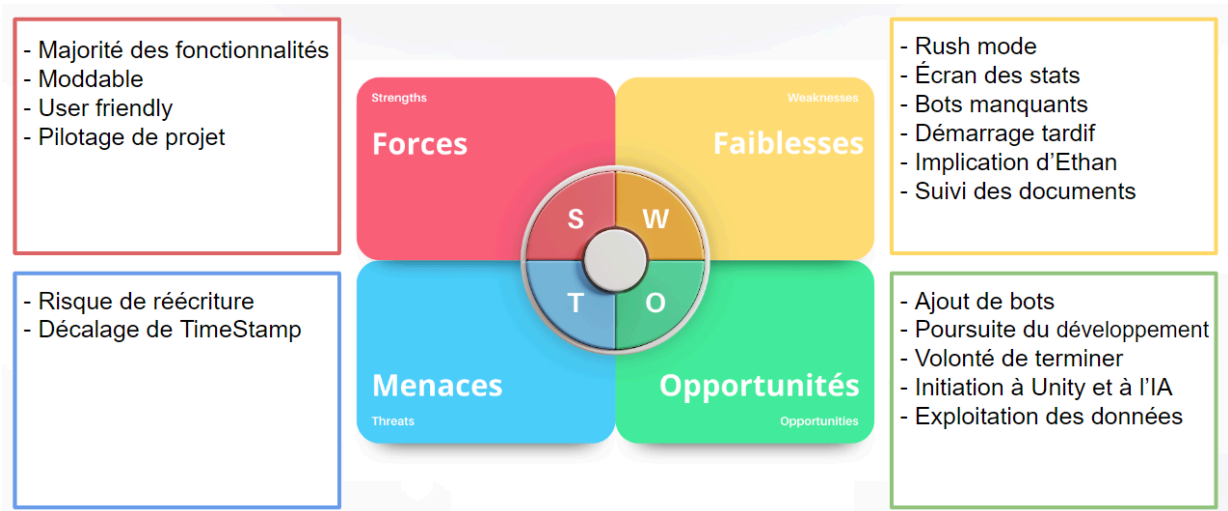 - Majorité des fonctionnalités
- Moddable
- User friendly
- Pilotage de projet
Strengths
Forces
Weaknesses
Faiblesses
- Rush mode
- Écran des stats
- Bots manquants
- Démarrage tardif
- Implication d’Ethan
- Suivi des documents
S
W
T
O
- Risque de réécriture
- Décalage de TimeStamp
Menaces
Threats
Opportunités
Opportunities
- Ajout de bots
- Poursuite du développement
- Volonté de terminer
- Initiation à Unity et à l’IA
- Exploitation des données